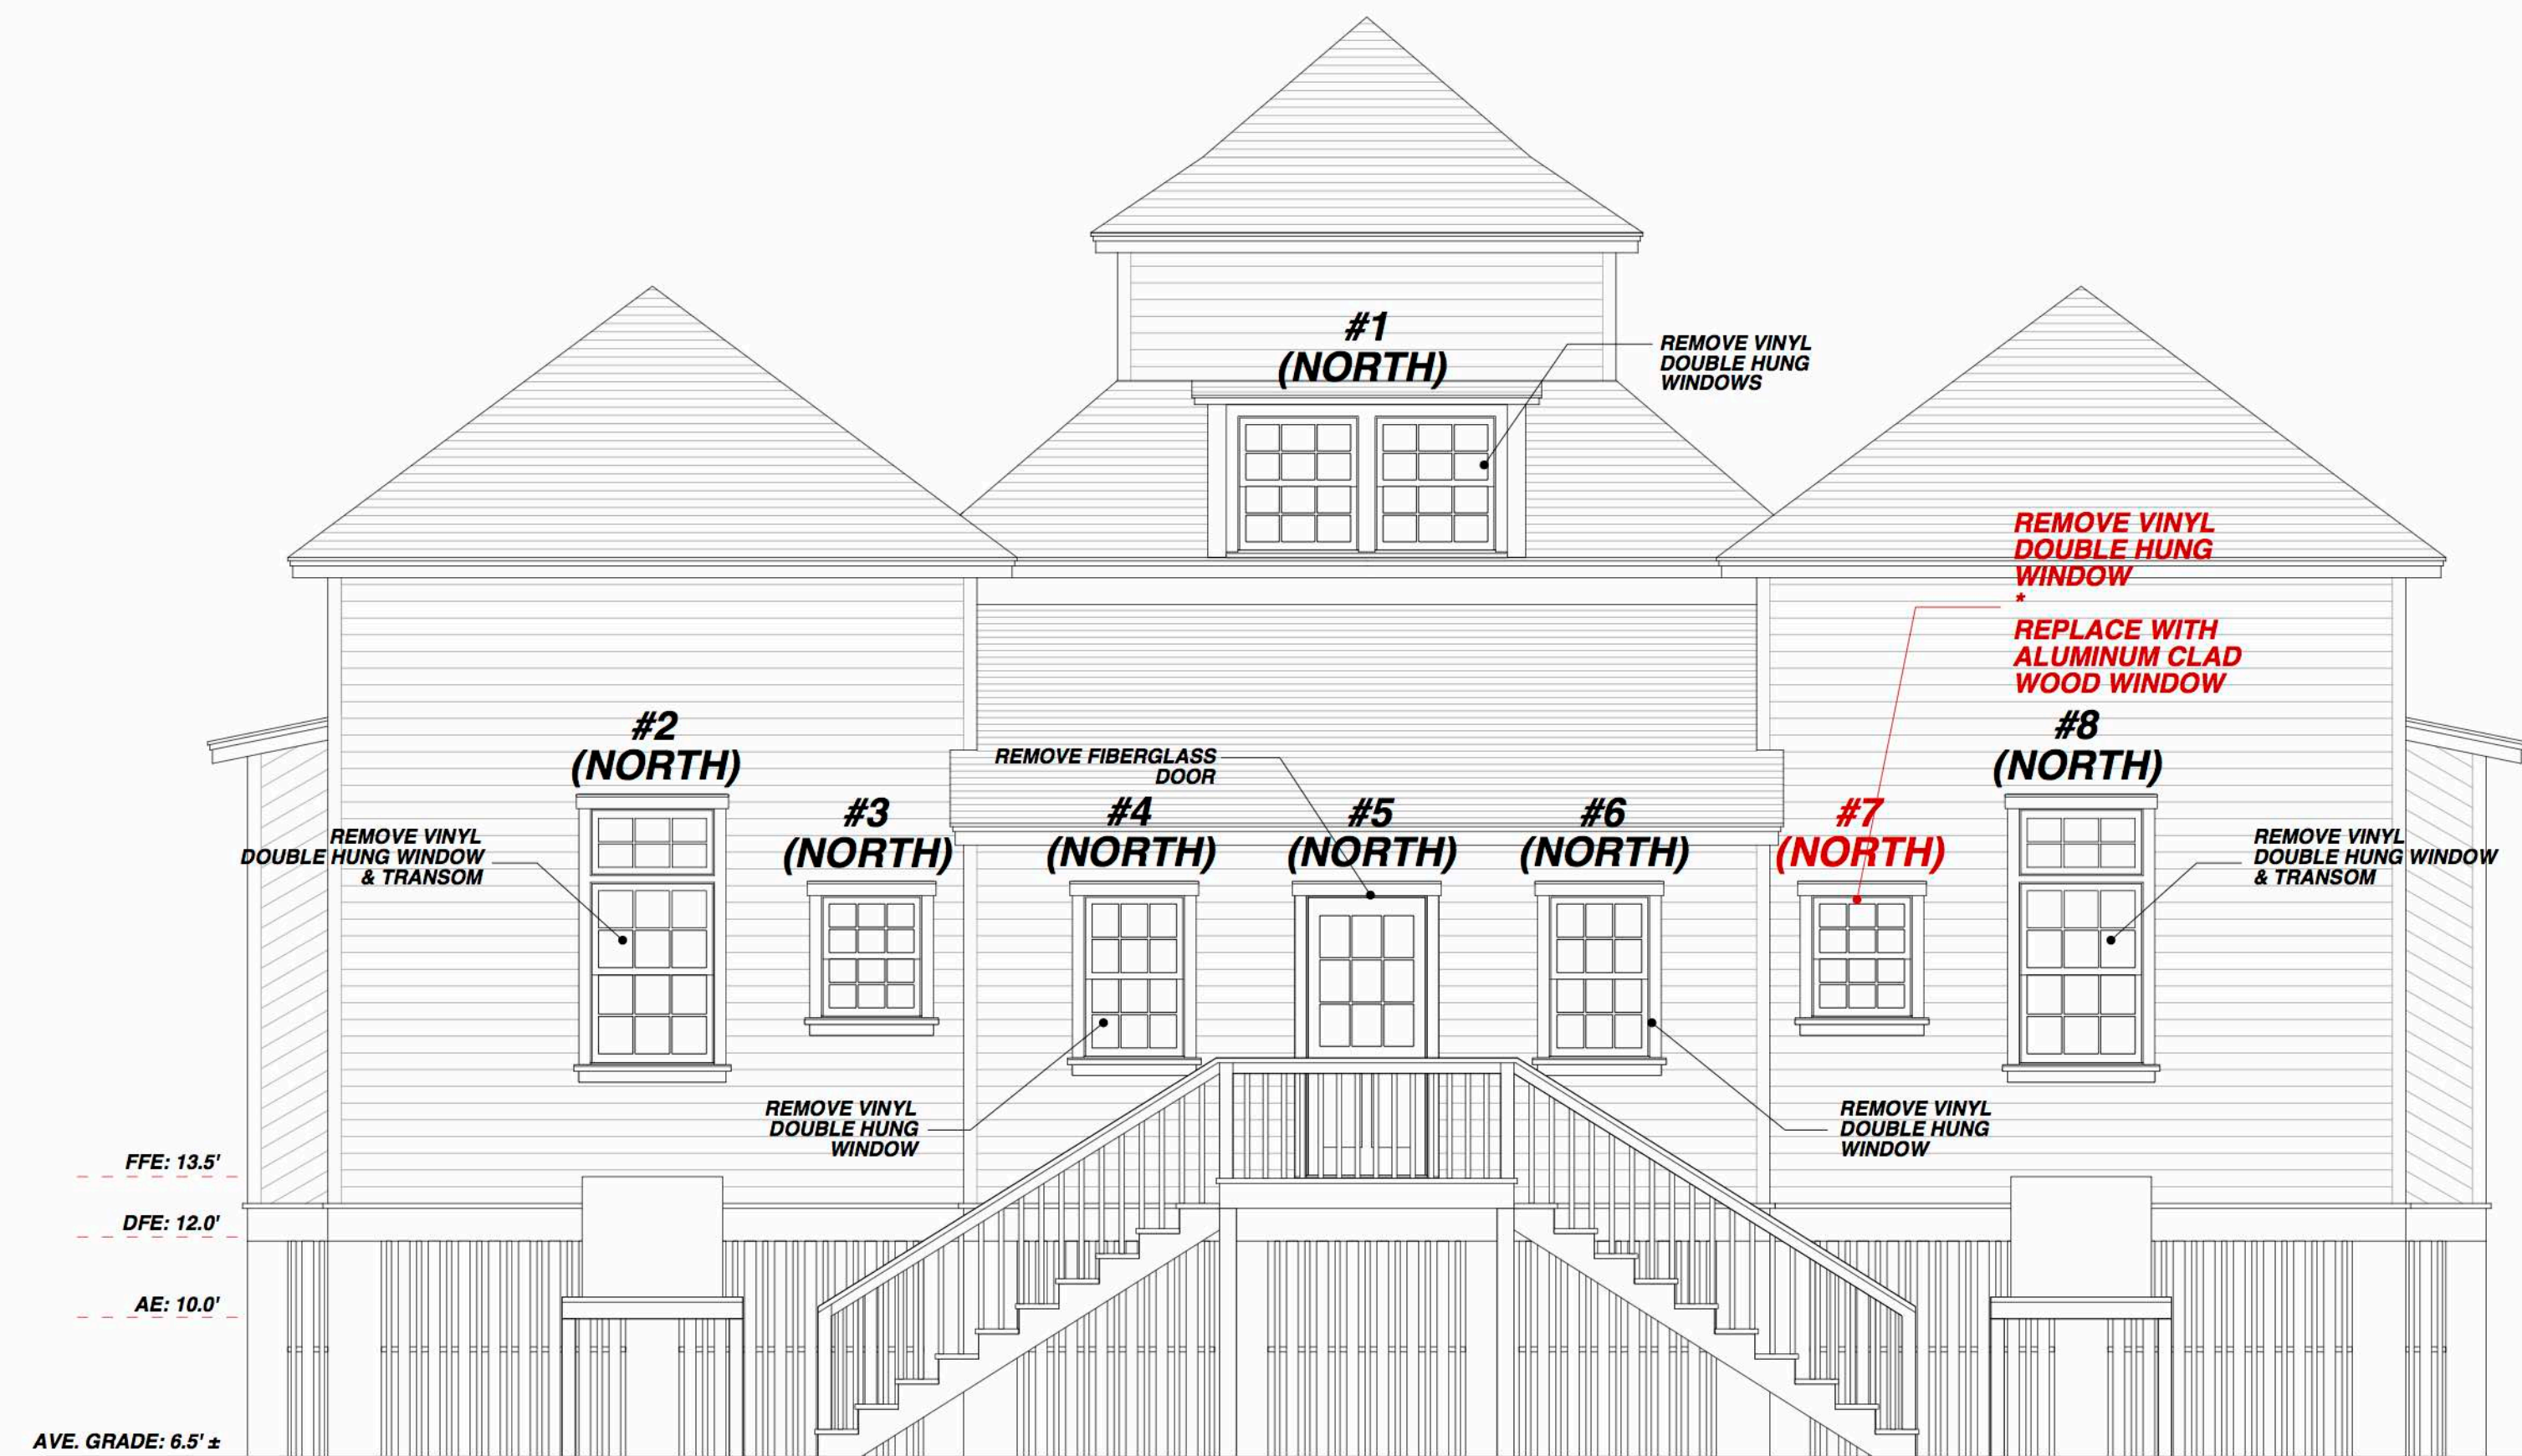 #1
(NORTH)
REMOVE VINYL
DOUBLE HUNG
WINDOWS
REMOVE VINYL
DOUBLE HUNG
WINDOW
*
REPLACE WITH
ALUMINUM CLAD
WOOD WINDOW
#2
(NORTH)
REMOVE VINYL
DOUBLE HUNG WINDOW
& TRANSOM
#3
(NORTH)
REMOVE FIBERGLASS
DOOR
#4
(NORTH)
#5
(NORTH)
#6
(NORTH)
#7
(NORTH)
#8
(NORTH)
REMOVE VINYL
DOUBLE HUNG WINDOW
& TRANSOM
REMOVE VINYL
DOUBLE HUNG
WINDOW
REMOVE VINYL
DOUBLE HUNG
WINDOW
FFE: 13.5'
DFE: 12.0'
AE: 10.0'
AVE. GRADE: 6.5' ±